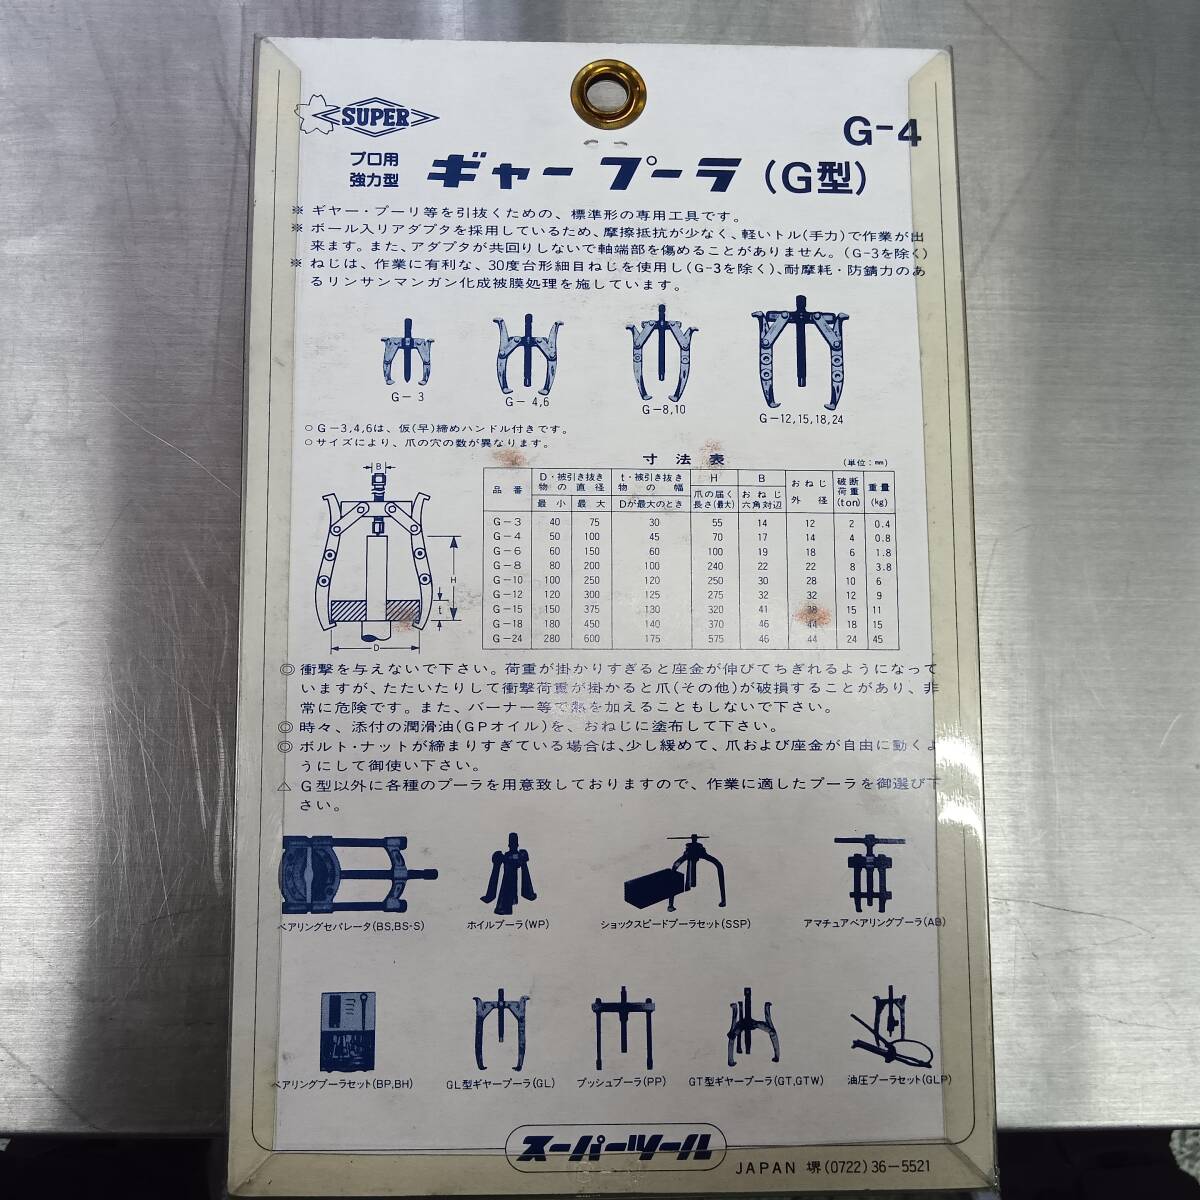 SUPER
G-4
プロ用
強力型
ギャー プーラ (G型)
※ ギヤー・プーリ等を引抜くための、標準形の専用工具です。
※ ボール入りアダプタを採用しているため、摩擦抵抗が少なく、軽いトル(手力)で作業が出
来ます。また、アダプタが共回りしないで軸端部を傷めることがありません。(G-3を除く)
※ ねじは、作業に有利な、30度台形細目ねじを使用し(G-3を除く)、耐摩耗・防錆力のあ
るリンサンマンガン化成被膜処理を施しています。
G-3
G-4,6
G-8,10
G-12,15,18,24
○ G-3,4,6は、仮(早)締めハンドル付きです。
○ サイズにより、爪の穴の数が異なります。
寸法表
(単位:mm)
品番 D・被引き抜き物の直径 最小 最大 t・被引き抜き物の幅 Dが最大のとき H 爪の届く長さ(最大) B おねじ六角対辺 おねじ外径 破断荷重(ton) 重量(kg)
G-3 40 75 30 55 14 12 2 0.4
G-4 50 100 45 70 17 14 4 0.8
G-6 60 150 60 100 19 18 6 1.8
G-8 80 200 100 240 22 22 8 3.8
G-10 100 250 120 250 30 28 10 6
G-12 120 300 125 275 32 32 12 9
G-15 150 375 130 320 41 38 15 11
G-18 180 450 140 370 46 44 18 15
G-24 280 600 175 575 46 44 24 45
B
H
t
D
◎ 衝撃を与えないで下さい。荷重が掛かりすぎると座金が伸びてちぎれるようになって
いますが、たたいたりして衝撃荷重が掛かると爪(その他)が破損することがあり、非
常に危険です。また、バーナー等で熱を加えることもしないで下さい。
◎ 時々、添付の潤滑油(GPオイル)を、おねじに塗布して下さい。
◎ ボルト・ナットが締まりすぎている場合は、少し緩めて、爪および座金が自由に動くよ
うにして御使い下さい。
△ G型以外に各種のプーラを用意致しておりますので、作業に適したプーラを御選び下
さい。
ベアリングセパレータ(BS,BS-S)
ホイルプーラ(WP)
ショックスピードプーラセット(SSP)
アマチュアベアリングプーラ(AB)
ベアリングプーラセット(BP,BH)
GL型ギヤープーラ(GL)
プッシュプーラ(PP)
GT型ギヤープーラ(GT,GTW)
油圧プーラセット(GLP)
スーパーツール
JAPAN 堺(0722)36-5521